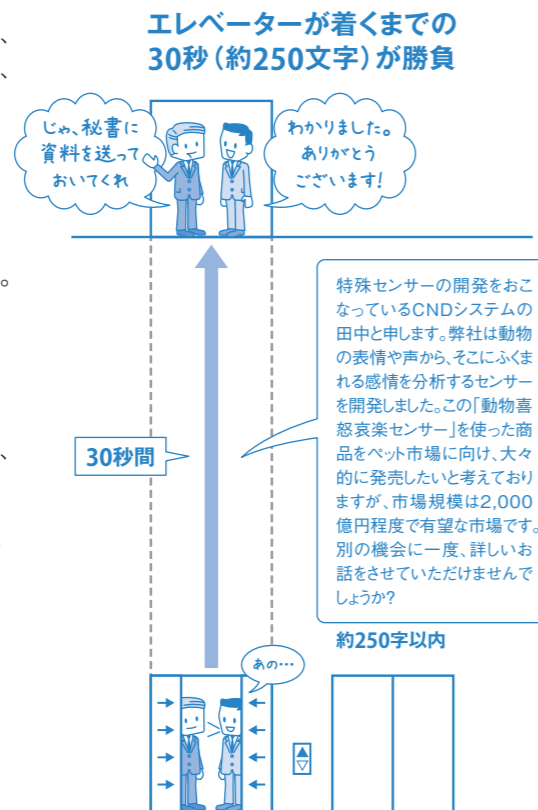 エレベーターが着くまでの
30秒（約250文字）が勝負
じゃ、秘書に
資料を送って
おいてくれ
わかりました。
ありがとう
ございます!
特殊センサーの開発をおこ
なっているCNDシステムの
田中と申します。弊社は動物
の表情や声から、そこにふくま
れる感情を分析するセンサー
を開発しました。この「動物喜
怒哀楽センサー」を使った商
品をペット市場に向け、大々
的に発売したいと考えており
ますが、市場規模は2,000
億円程度で有望な市場です。
別の機会に一度、詳しいお
話をさせていただけませんで
しょうか?
30秒間
約250字以内
あの…